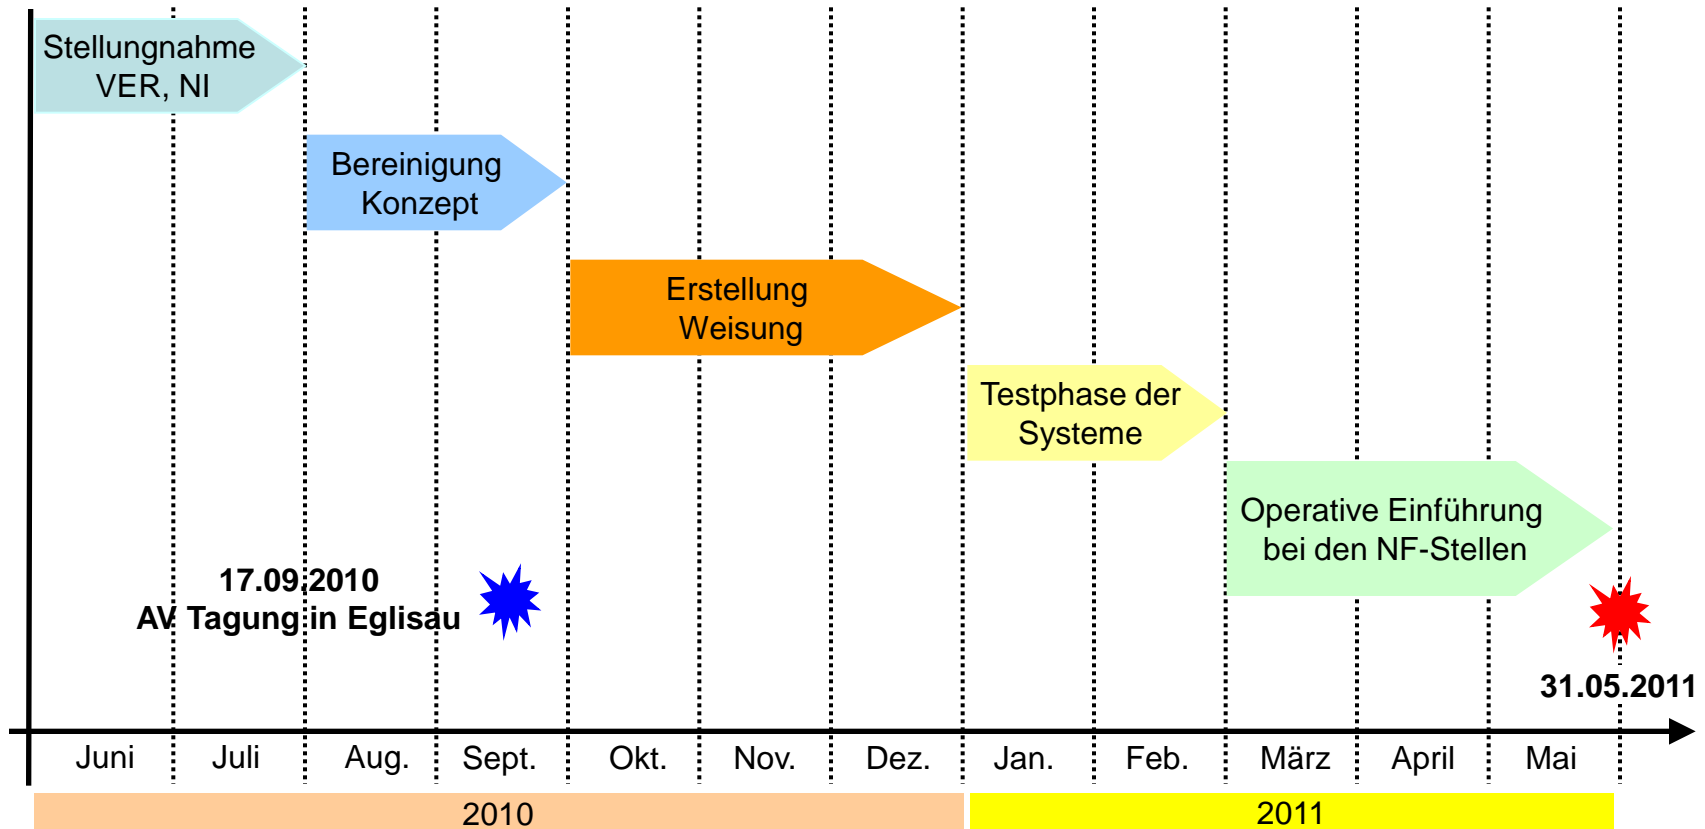 Stellungnahme
VER, NI
Bereinigung
Konzept
Erstellung
Weisung
Testphase der
Systeme
Operative Einführung
bei den NF-Stellen
17.09.2010
AV Tagung in Eglisau
31.05.2011
Juni Juli Aug. Sept. Okt. Nov. Dez. Jan. Feb. März April Mai
2010 2011